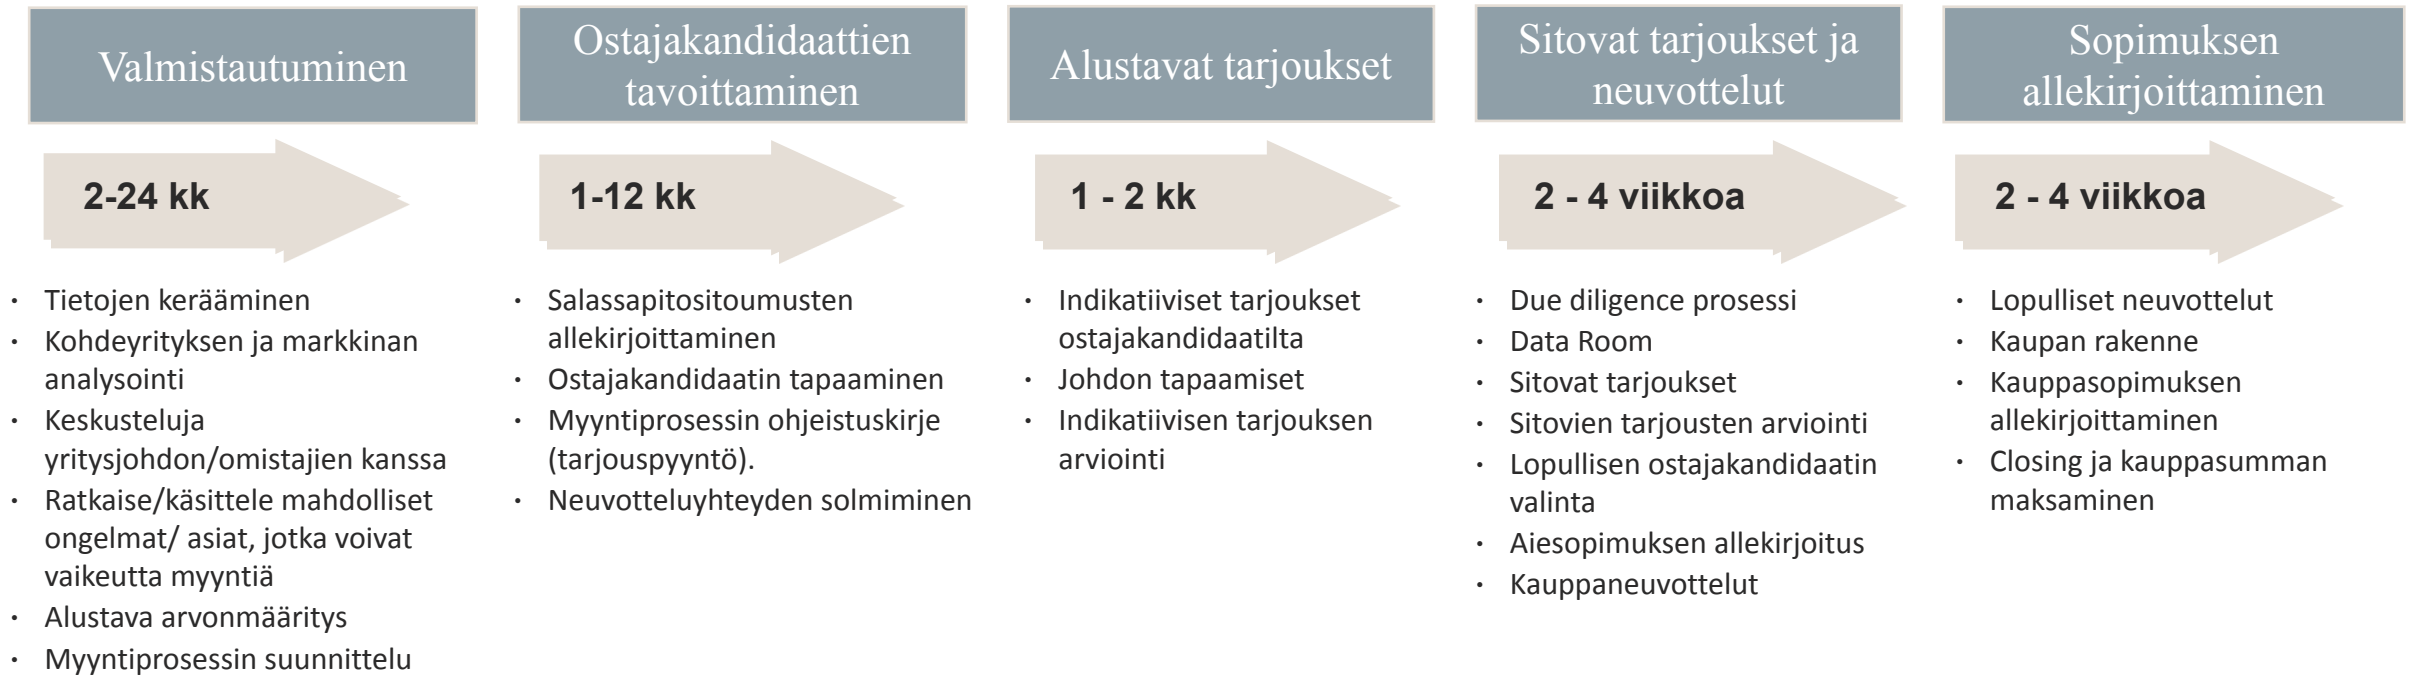 Valmistautuminen
2-24 kk
• Tietojen kerääminen
• Kohdeyrityksen ja markkinan
analysointi
• Keskusteluja
yritysjohdon/omistajien kanssa
• Ratkaise/käsittele mahdolliset
ongelmat/ asiat, jotka voivat
vaikeutta myyntiä
• Alustava arvonmääritys
• Myyntiprosessin suunnittelu
Ostajakandidaattien
tavoittaminen
1-12 kk
• Salassapitositoumusten
allekirjoittaminen
• Ostajakandidaatin tapaaminen
• Myyntiprosessin ohjeistuskirje
(tarjouspyyntö).
• Neuvotteluyhteyden solmiminen
Alustavat tarjoukset
1 - 2 kk
• Indikatiiviset tarjoukset
ostajakandidaatilta
• Johdon tapaamiset
• Indikatiivisen tarjouksen
arviointi
Sitovat tarjoukset ja
neuvottelut
2 - 4 viikkoa
• Due diligence prosessi
• Data Room
• Sitovat tarjoukset
• Sitovien tarjousten arviointi
• Lopullisen ostajakandidaatin
valinta
• Aiesopimuksen allekirjoitus
• Kauppaneuvottelut
Sopimuksen
allekirjoittaminen
2 - 4 viikkoa
• Lopulliset neuvottelut
• Kaupan rakenne
• Kauppasopimuksen
allekirjoittaminen
• Closing ja kauppasumman
maksaminen